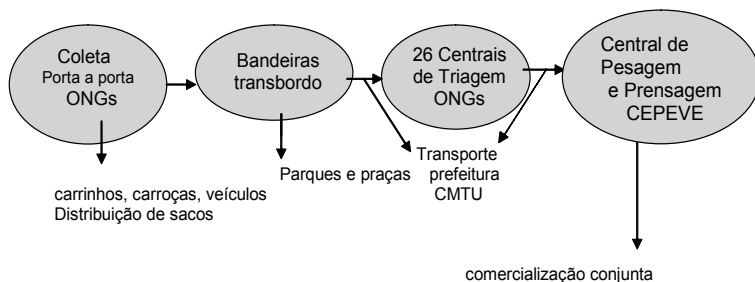 Coleta
Porta a porta
ONGs
Bandeiras
transbordo
26 Centrais
de Triagem
ONGs
Central de
Pesagem
e Prensagem
CEPEVE
carrinhos, carroças, veículos
Distribuição de sacos
Parques e praças
Transporte
prefeitura
CMTU
comercialização conjunta